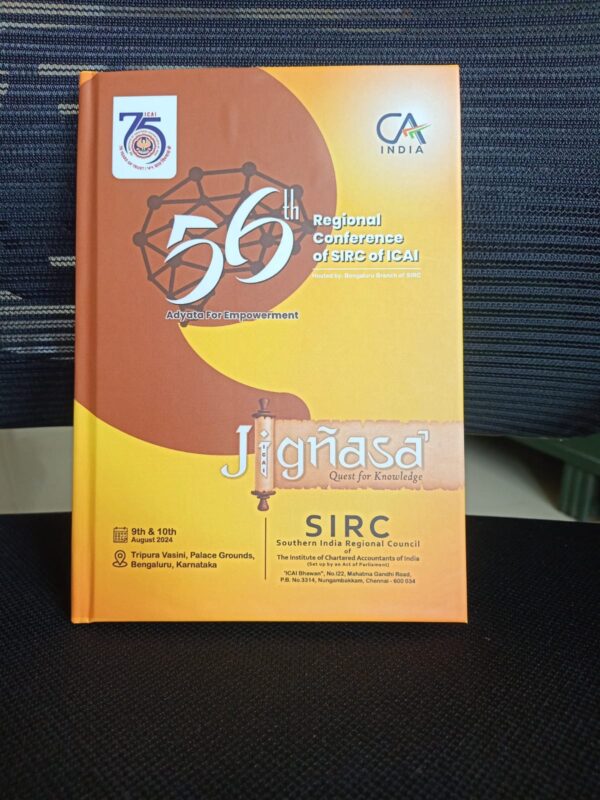 ICAI
75
CA
INDIA
56th
Regional
Conference
of SIRC of ICAI
Hosted by: Bengaluru Branch of SIRC
Adyata For Empowerment
Jigñasa
ICAI
Quest for Knowledge
9th & 10th
August 2024
Tripura Vasini, Palace Grounds,
Bengaluru, Karnataka
SIRC
Southern India Regional Council
of
The Institute of Chartered Accountants of India
(Set up by an Act of Parliament)
"ICAI Bhawan", No.122, Mahatma Gandhi Road,
P.B. No.3314, Nungambakkam, Chennai - 600 034